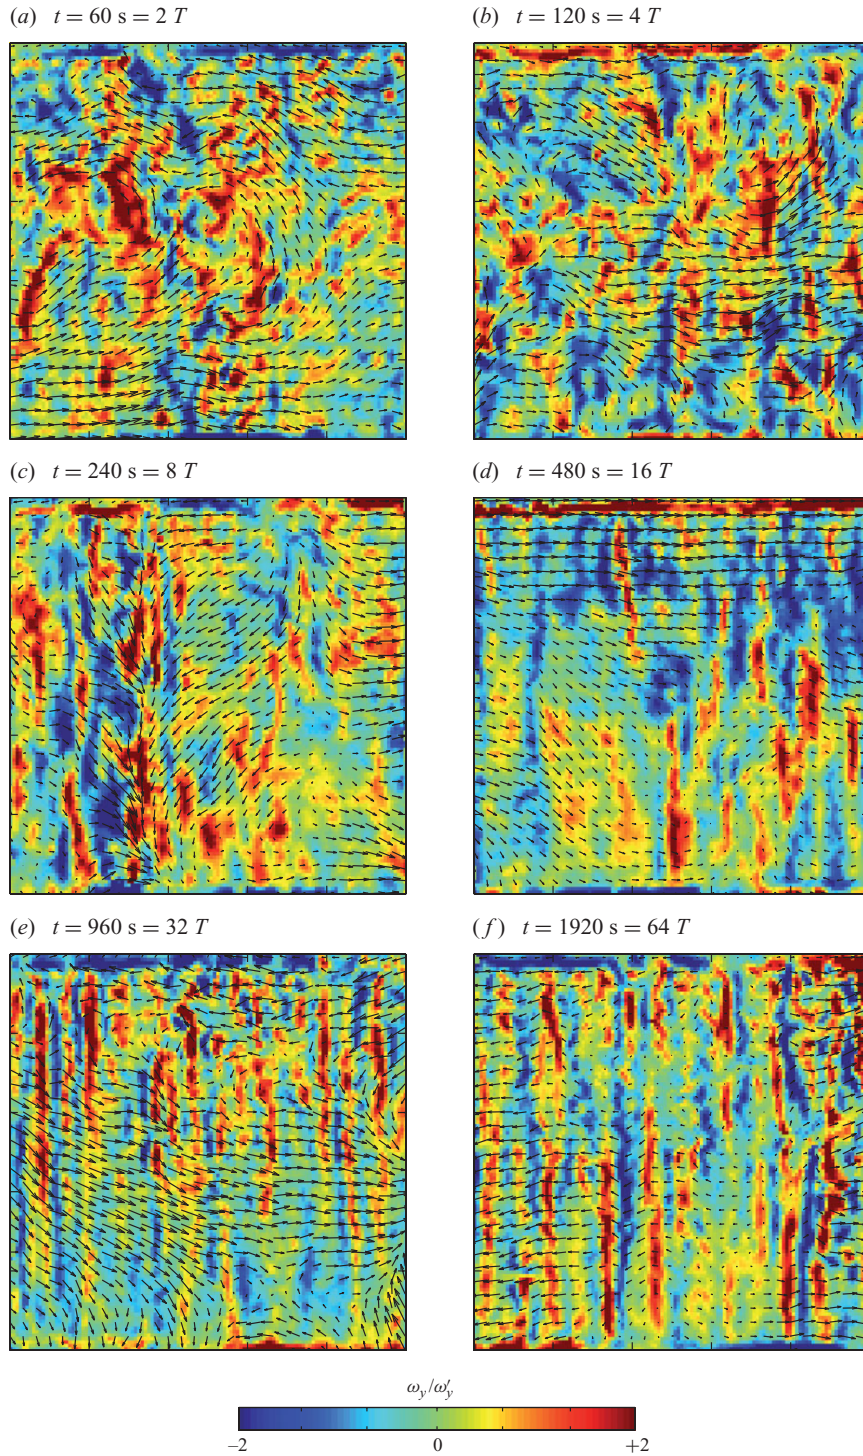 (a) t = 60 s = 2 T
(b) t = 120 s = 4 T
(c) t = 240 s = 8 T
(d) t = 480 s = 16 T
(e) t = 960 s = 32 T
(f) t = 1920 s = 64 T
ω_y/ω′_y
−2 0 +2